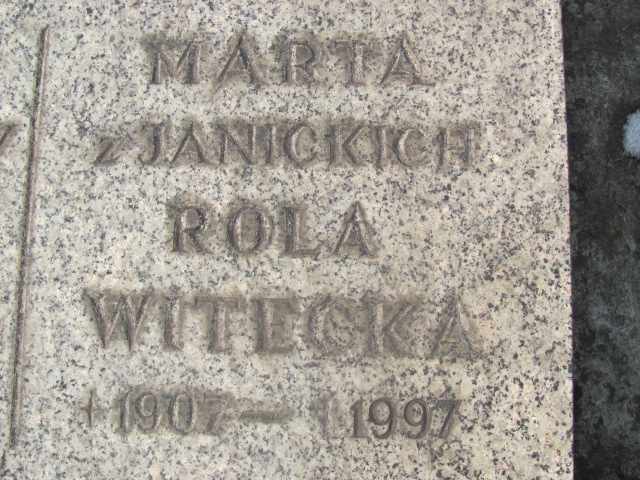 MARTA
z JANICKICH
ROLA
WITECKA
1907 — 1997